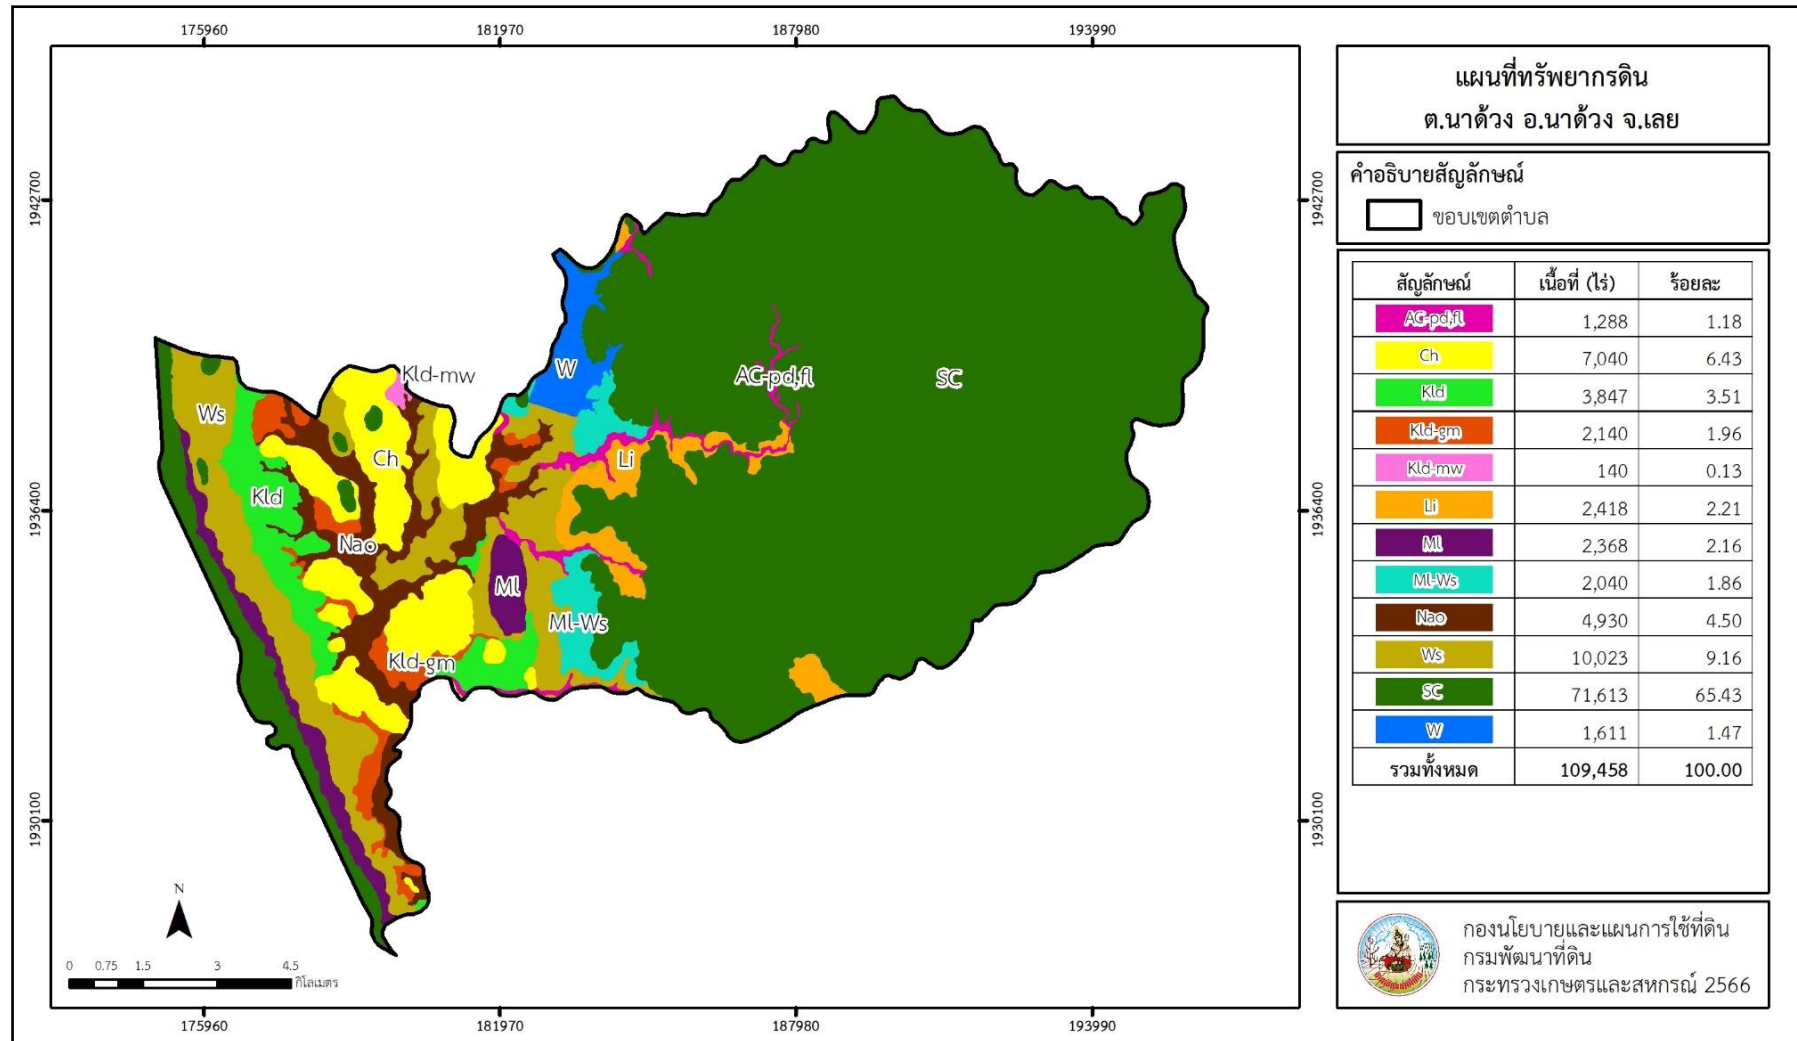 175960 181970 187980 193990
1942700
1936400
1930100
1942700
1936400
1930100
175960 181970 187980 193990
Ws
Kld
Nao
Ch
Kld-mw
Kld-gm
Ml
Ml-Ws
Li
W
AC-pd,fl
SC
N
0 0.75 1.5 3 4.5
กิโลเมตร
แผนที่ทรัพยากรดิน
ต.นาด้วง อ.นาด้วง จ.เลย
คำอธิบายสัญลักษณ์
ขอบเขตตำบล
สัญลักษณ์ เนื้อที่ (ไร่) ร้อยละ
AC-pd,fl 1,288 1.18
Ch 7,040 6.43
Kld 3,847 3.51
Kld-gm 2,140 1.96
Kld-mw 140 0.13
Li 2,418 2.21
Ml 2,368 2.16
Ml-Ws 2,040 1.86
Nao 4,930 4.50
Ws 10,023 9.16
SC 71,613 65.43
W 1,611 1.47
รวมทั้งหมด 109,458 100.00
กองนโยบายและแผนการใช้ที่ดิน
กรมพัฒนาที่ดิน
กระทรวงเกษตรและสหกรณ์ 2566